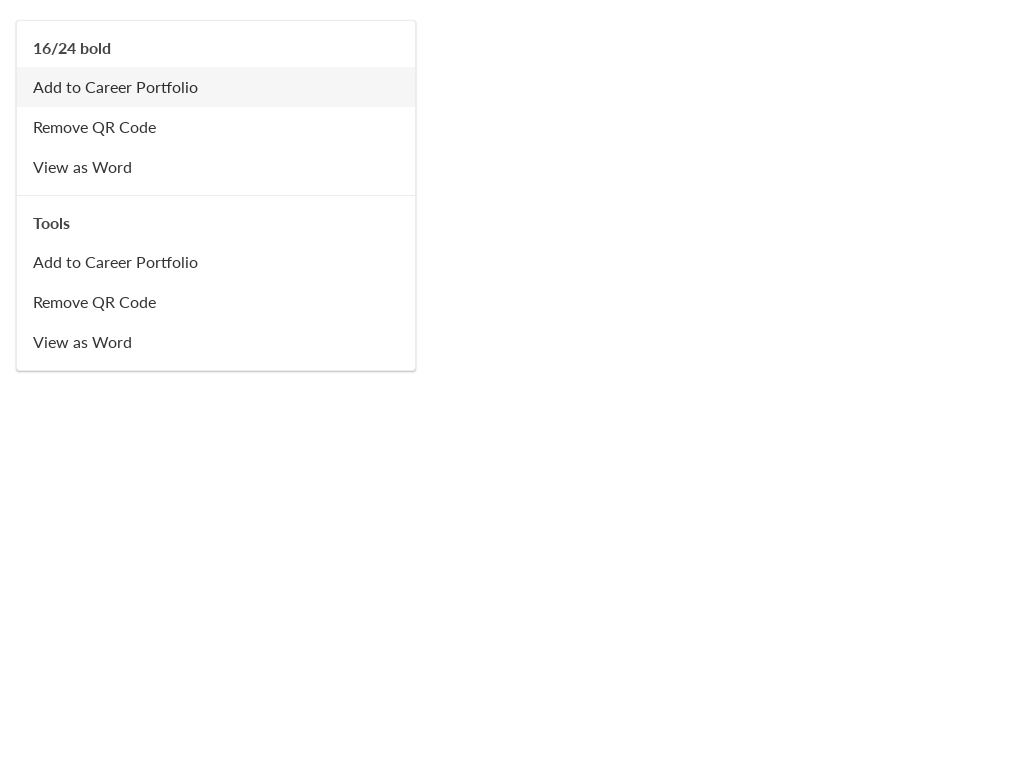 16/24 bold
Add to Career Portfolio
Remove QR Code
View as Word
Tools
Add to Career Portfolio
Remove QR Code
View as Word